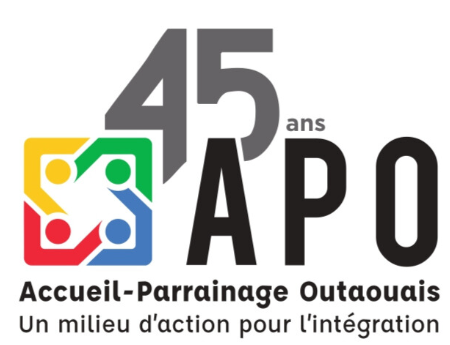 45 ans
APO
Accueil-Parrainage Outaouais
Un milieu d'action pour l'intégration